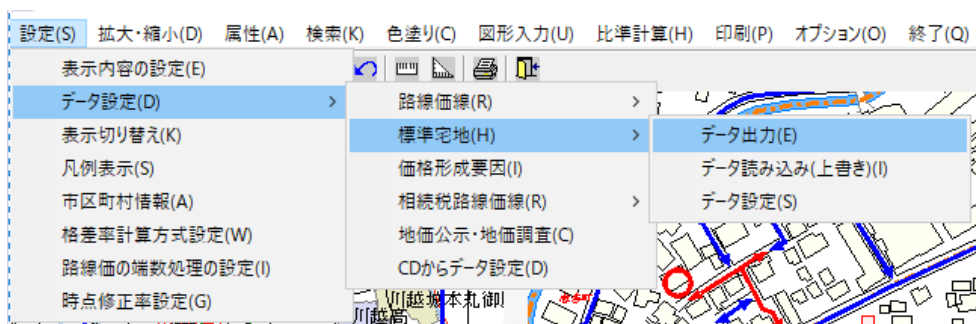 設定(S) 拡大・縮小(D) 属性(A) 検索(K) 色塗り(C) 図形入力(U) 比準計算(H) 印刷(P) オプション(O) 終了(Q)
表示内容の設定(E)
データ設定(D)
表示切り替え(K)
凡例表示(S)
市区町村情報(A)
格差率計算方式設定(W)
路線価の端数処理の設定(I)
時点修正率設定(G)
路線価線(R)
標準宅地(H)
価格形成要因(I)
相続税路線価線(R)
地価公示・地価調査(C)
CDからデータ設定(D)
データ出力(E)
データ読み込み(上書き)(I)
データ設定(S)
川越城本丸御
川越高